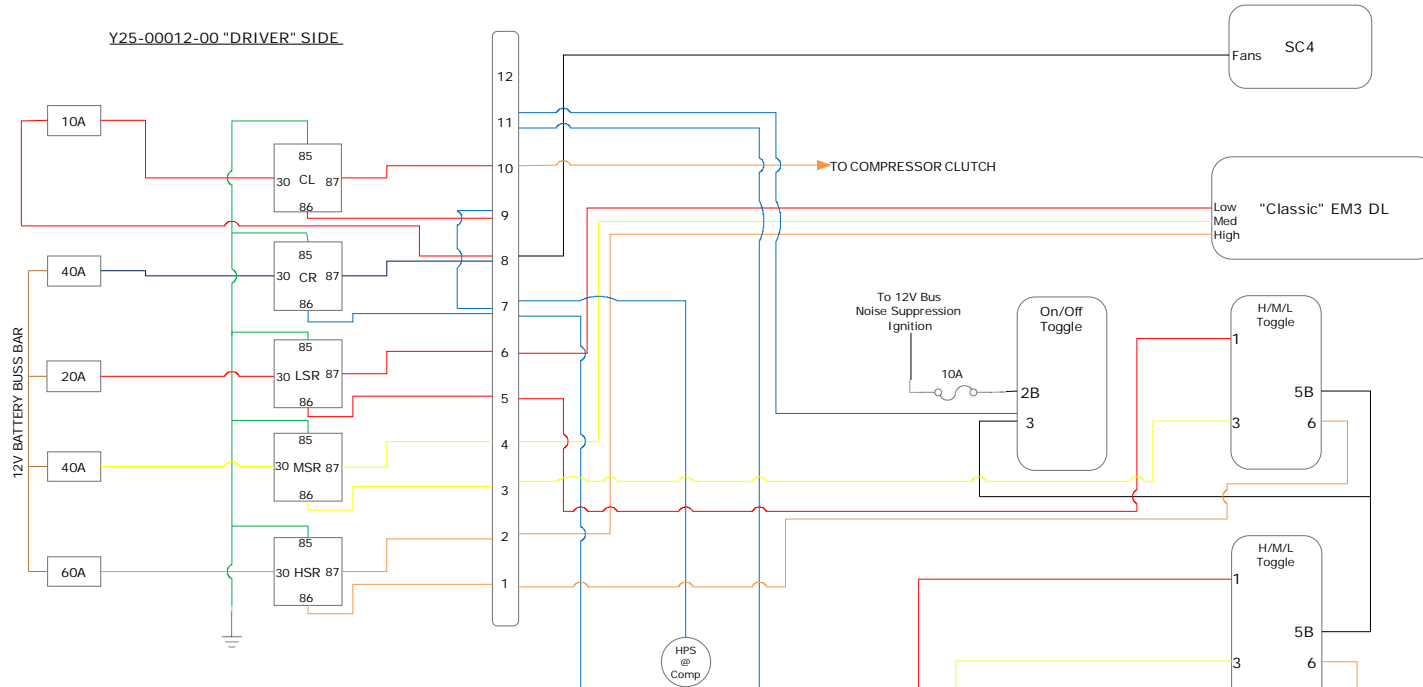 Y25-00012-00 "DRIVER" SIDE
12V BATTERY BUSS BAR
10A
40A
20A
40A
60A
85
30 CL 87
86
85
30 CR 87
86
85
30 LSR 87
86
85
30 MSR 87
86
85
30 HSR 87
86
12
11
10
9
8
7
6
5
4
3
2
1
TO COMPRESSOR CLUTCH
Fans
SC4
Low
Med
High
"Classic" EM3 DL
To 12V Bus
Noise Suppression
Ignition
10A
On/Off
Toggle
2B
3
H/M/L
Toggle
1
5B
3
6
H/M/L
Toggle
1
5B
3
6
HPS
@
Comp